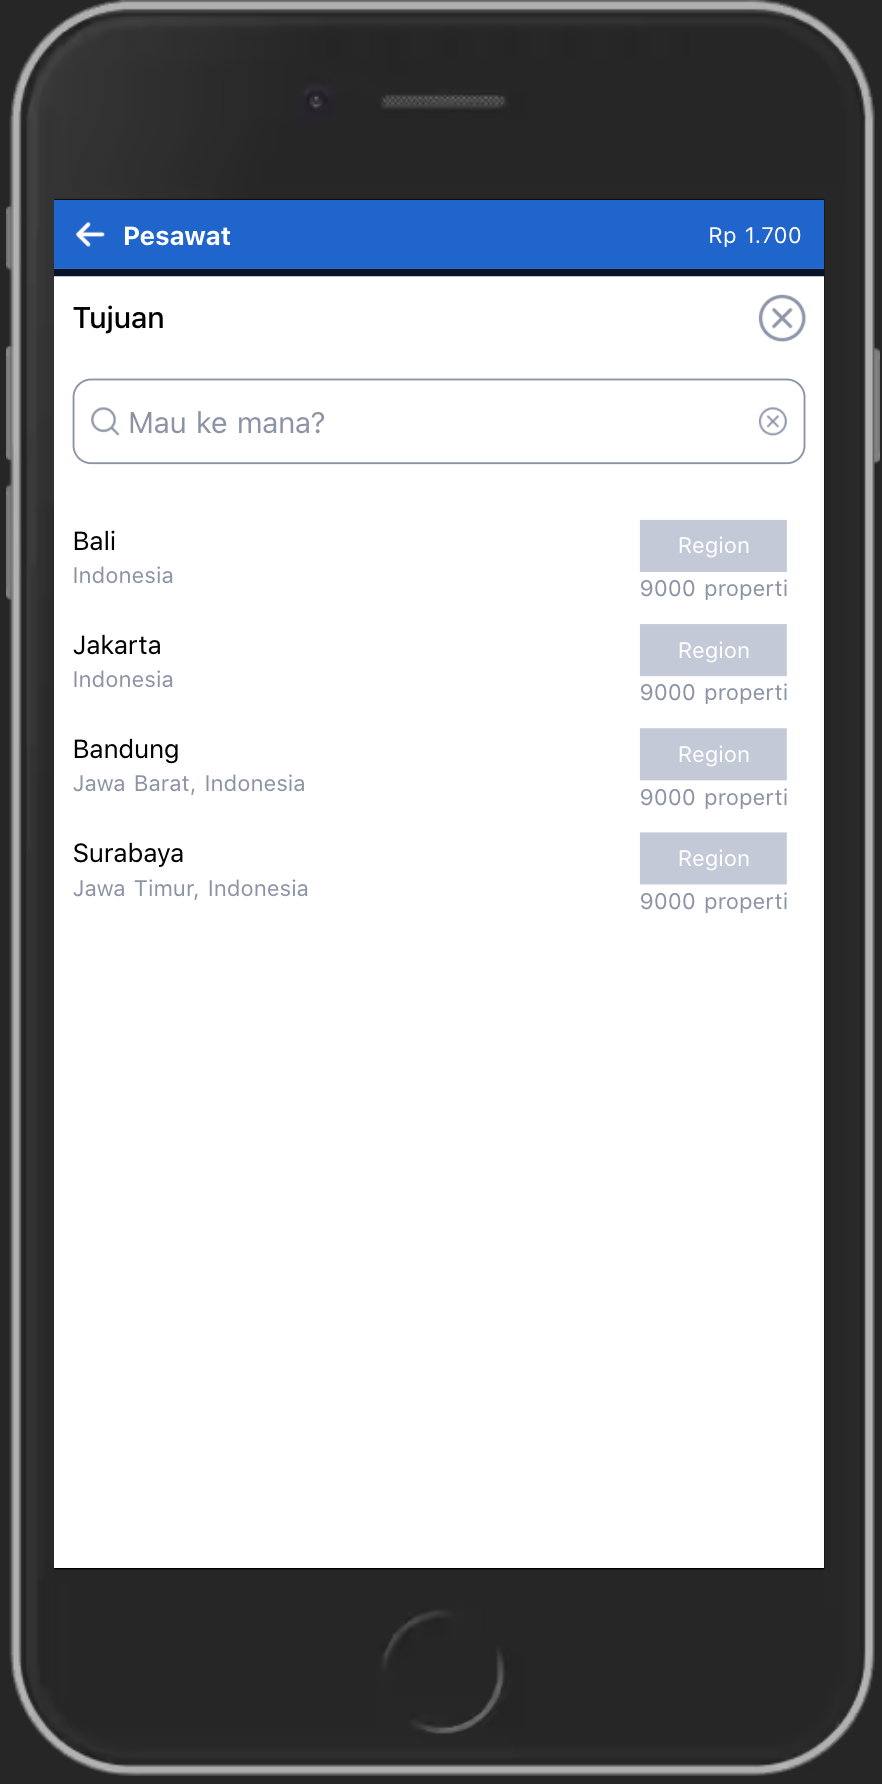 Pesawat
Rp 1.700
Tujuan
Mau ke mana?
Bali
Region
Indonesia
9000 properti
Jakarta
Region
Indonesia
9000 properti
Bandung
Region
Jawa Barat, Indonesia
9000 properti
Surabaya
Region
Jawa Timur, Indonesia
9000 properti